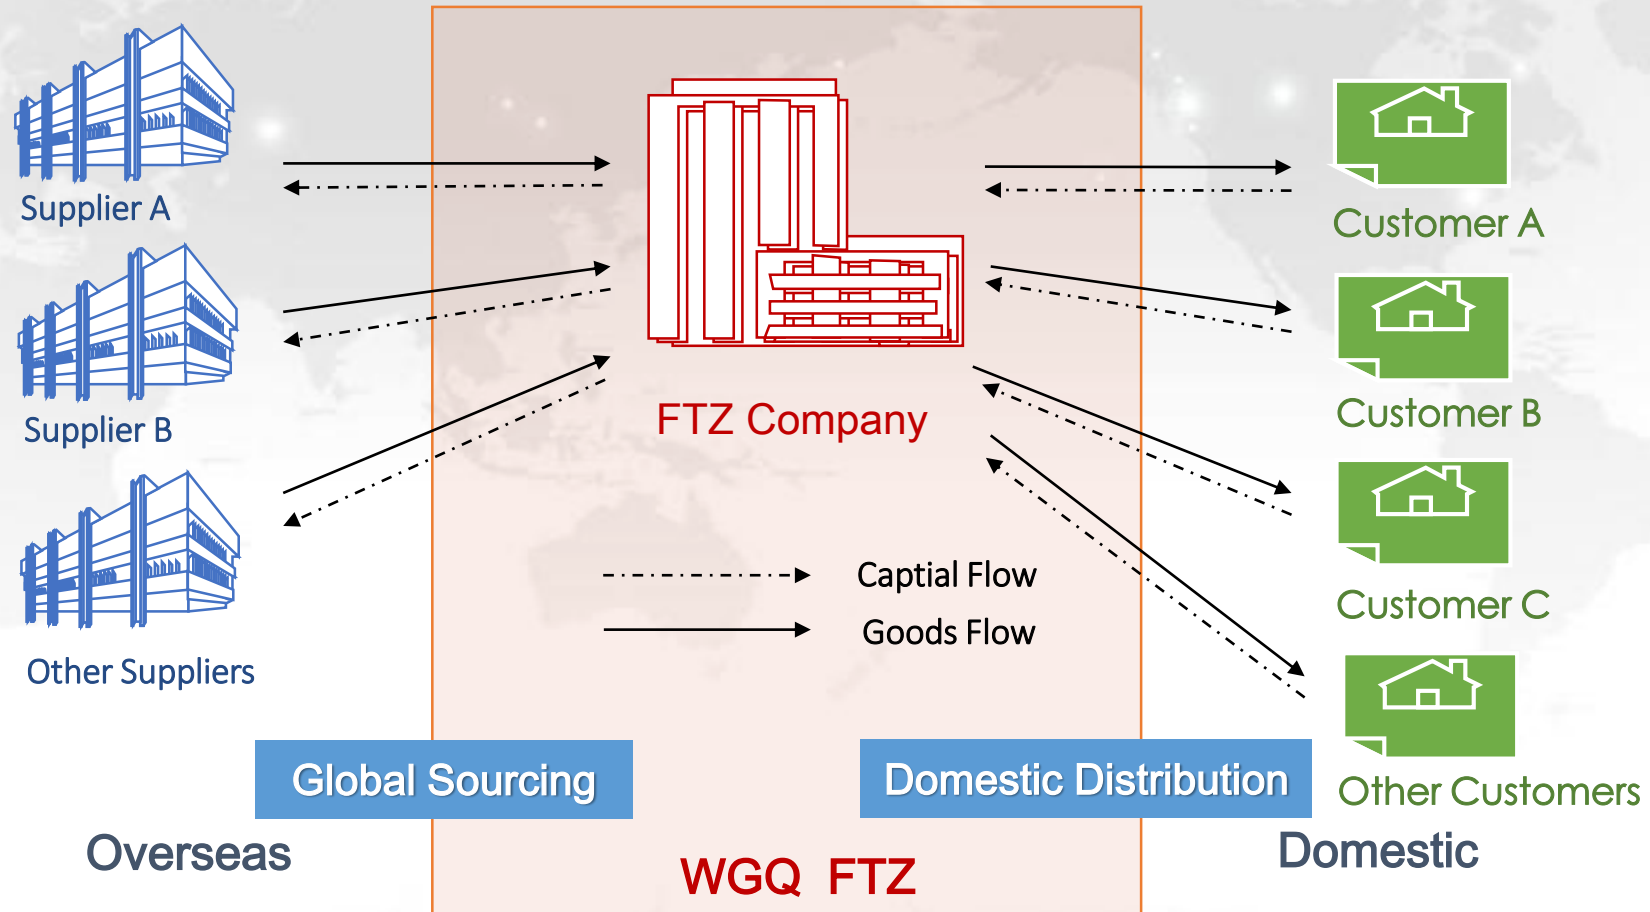 Supplier A
Supplier B
Other Suppliers
FTZ Company
Captial Flow
Goods Flow
Customer A
Customer B
Customer C
Other Customers
Global Sourcing
Domestic Distribution
Overseas
WGQ FTZ
Domestic